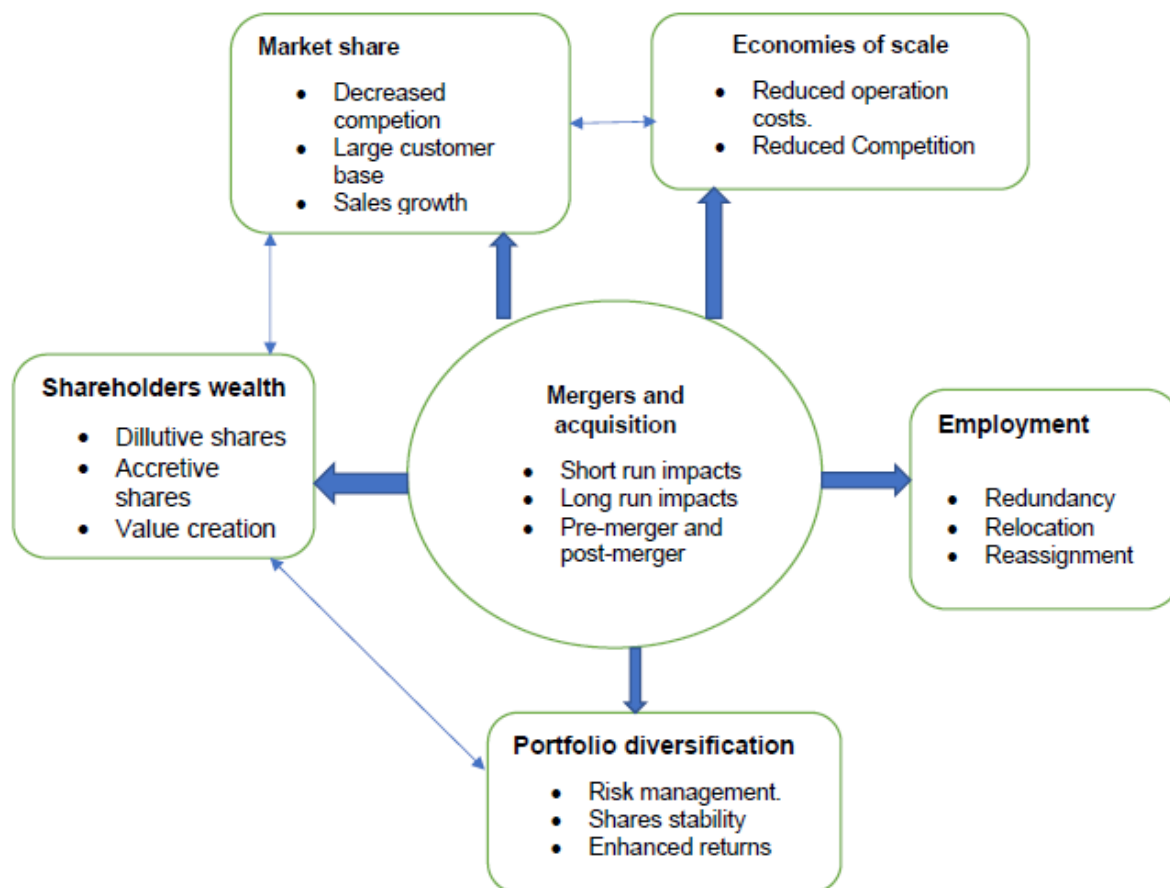 Market share
• Decreased
competion
• Large customer
base
• Sales growth
Economies of scale
• Reduced operation
costs.
• Reduced Competition
Shareholders wealth
• Dillutive shares
• Accretive
shares
• Value creation
Mergers and
acquisition
• Short run impacts
• Long run impacts
• Pre-merger and
post-merger
Employment
• Redundancy
• Relocation
• Reassignment
Portfolio diversification
• Risk management.
• Shares stability
• Enhanced returns